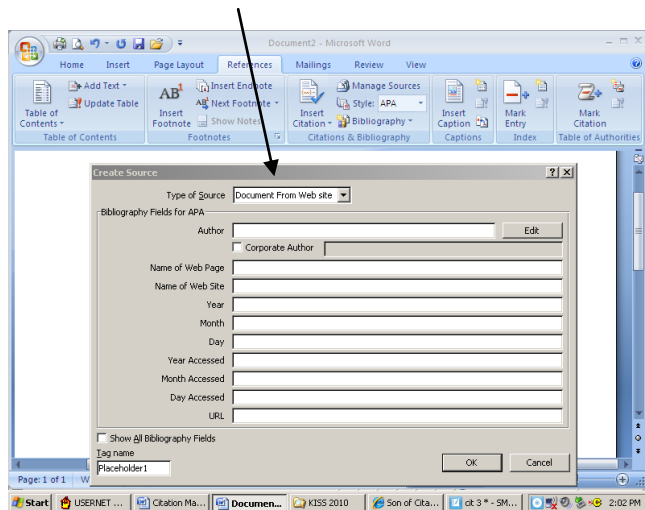 Document2 - Microsoft Word
Home Insert Page Layout References Mailings Review View
Table of Contents
Add Text
Update Table
Table of Contents
AB1 Insert Footnote
Insert Endnote
AB Next Footnote
Show Notes
Footnotes
Insert Citation
Manage Sources
Style: APA
Bibliography
Citations & Bibliography
Insert Caption
Captions
Mark Entry
Index
Mark Citation
Table of Authorities
Create Source
Type of Source Document From Web site
Bibliography Fields for APA
Author Edit
Corporate Author
Name of Web Page
Name of Web Site
Year
Month
Day
Year Accessed
Month Accessed
Day Accessed
URL
Show All Bibliography Fields
Tag name
Placeholder1
OK Cancel
Page: 1 of 1 W
Start USERNET ... Citation Ma... Documen... KISS 2010 Son of Cita... cit 3 * - SM... 2:02 PM